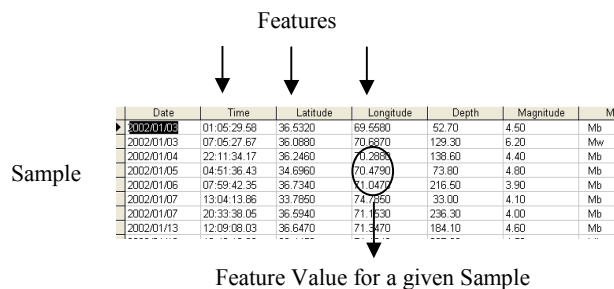 Features
Date Time Latitude Longitude Depth Magnitude M
2002/01/03 01:05:29.58 36.5320 69.5580 52.70 4.50 Mb
2002/01/03 07:05:27.67 36.0880 70.6870 129.30 6.20 Mw
2002/01/04 22:11:34.17 36.2460 70.2880 138.60 4.40 Mb
Sample
2002/01/05 04:51:36.43 34.6960 70.4790 73.80 4.80 Mb
2002/01/06 07:59:42.35 36.7340 71.0470 216.50 3.90 Mb
2002/01/07 13:04:13.86 33.7850 33.00 4.10 Mb
2002/01/07 20:33:38.05 36.5940 236.30 4.00 Mb
2002/01/13 12:09:08.03 36.6470 184.10 4.60 Mb
Feature Value for a given Sample